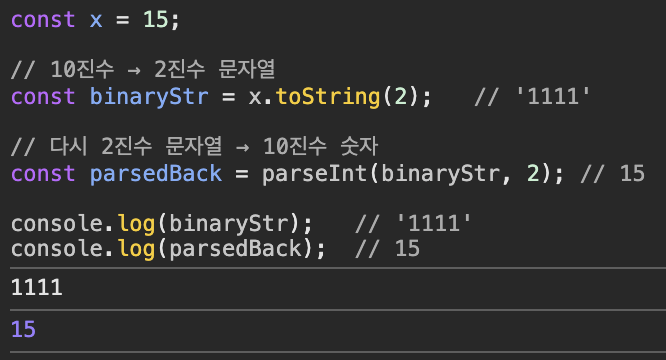 const x = 15;
// 10진수 → 2진수 문자열
const binaryStr = x.toString(2);   // '1111'
// 다시 2진수 문자열 → 10진수 숫자
const parsedBack = parseInt(binaryStr, 2); // 15
console.log(binaryStr);   // '1111'
console.log(parsedBack);  // 15
1111
15